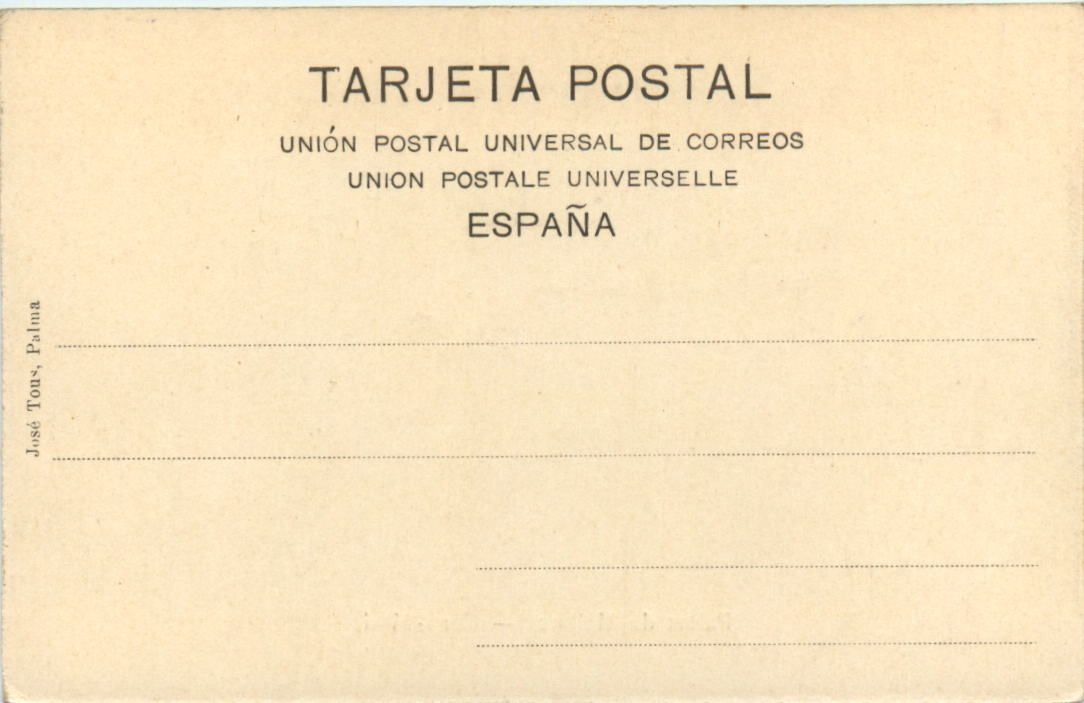 TARJETA POSTAL
UNIÓN POSTAL UNIVERSAL DE CORREOS
UNION POSTALE UNIVERSELLE
ESPAÑA
José Tous, Palma